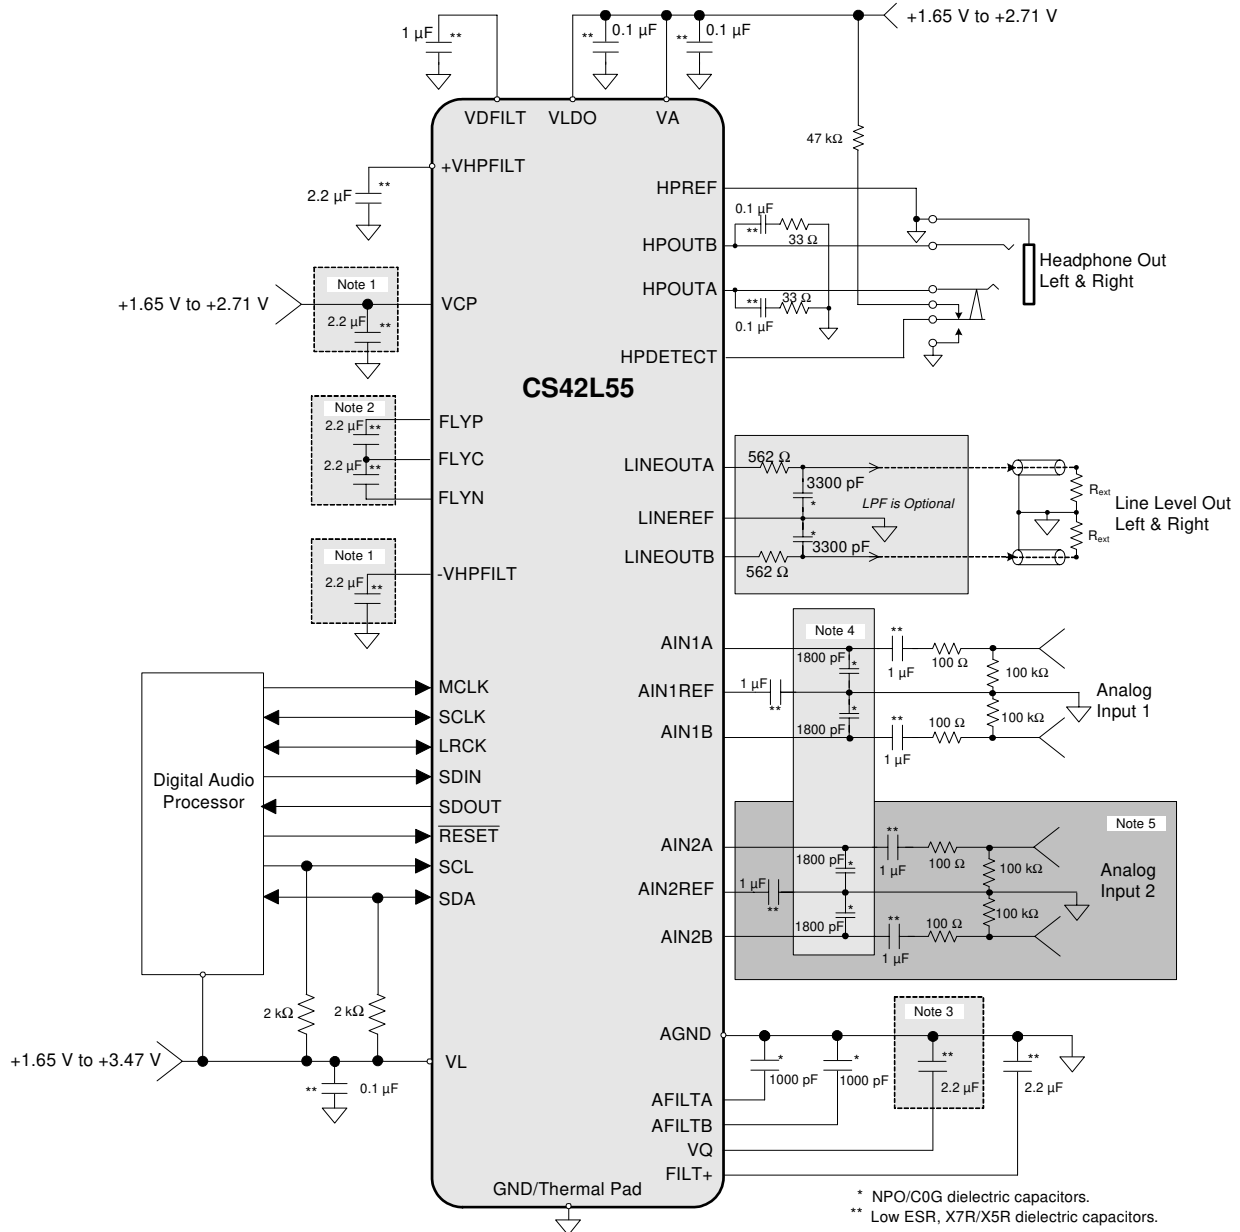 +1.65 V to +2.71 V
1 µF
**
0.1 µF
**
0.1 µF
**
VDFILT
VLDO
VA
47 kΩ
+VHPFILT
2.2 µF
**
HPREF
0.1 µF
**
33 Ω
HPOUTB
Headphone Out
Left & Right
HPOUTA
**
33 Ω
0.1 µF
HPDETECT
Note 1
+1.65 V to +2.71 V
VCP
2.2 µF
**
CS42L55
Note 2
2.2 µF
**
FLYP
2.2 µF
**
FLYC
FLYN
LINEOUTA
562 Ω
3300 pF
*
LPF is Optional
LINEREF
*
3300 pF
LINEOUTB
562 Ω
Rext
Rext
Line Level Out
Left & Right
Note 1
-VHPFILT
2.2 µF
**
Note 4
AIN1A
1800 pF
*
**
1 µF
100 Ω
100 kΩ
AIN1REF
1 µF
**
Analog
Input 1
AIN1B
*
1800 pF
**
1 µF
100 Ω
100 kΩ
Digital Audio
Processor
MCLK
SCLK
LRCK
SDIN
SDOUT
RESET
SCL
SDA
Note 5
AIN2A
1800 pF
*
**
1 µF
100 Ω
100 kΩ
AIN2REF
1 µF
**
Analog
Input 2
AIN2B
*
1800 pF
**
1 µF
100 Ω
100 kΩ
2 kΩ
2 kΩ
+1.65 V to +3.47 V
VL
**
0.1 µF
Note 3
AGND
*
1000 pF
*
1000 pF
**
2.2 µF
**
2.2 µF
AFILTA
AFILTB
VQ
FILT+
GND/Thermal Pad
* NPO/C0G dielectric capacitors.
** Low ESR, X7R/X5R dielectric capacitors.